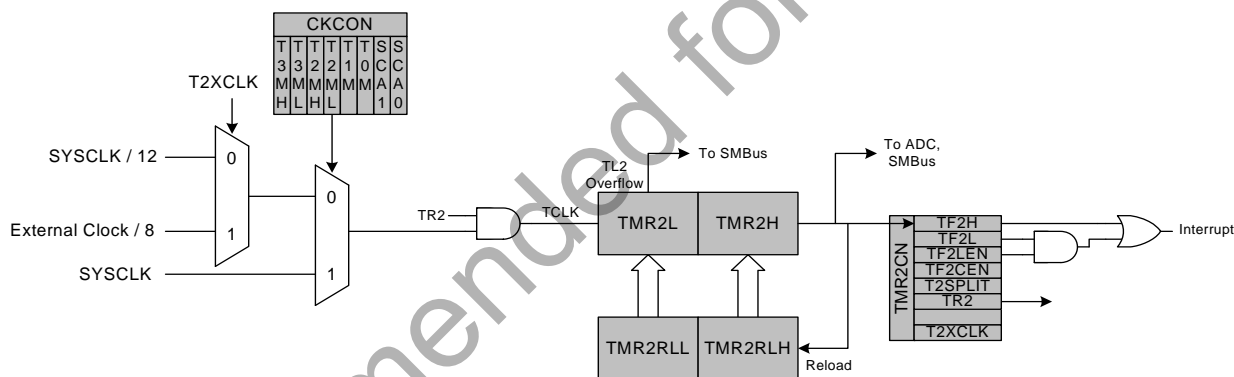 CKCON
T3MH
T3ML
T2MH
T2ML
T1M
T0M
SCA1
SCA0
T2XCLK
SYSCLK / 12
0
External Clock / 8
1
SYSCLK
0
1
TR2
TCLK
TL2
Overflow
To SMBus
To ADC,
SMBus
TMR2L
TMR2H
TMR2RLL
TMR2RLH
Reload
TMR2CN
TF2H
TF2L
TF2LEN
TF2CEN
T2SPLIT
TR2
T2XCLK
Interrupt
mended for